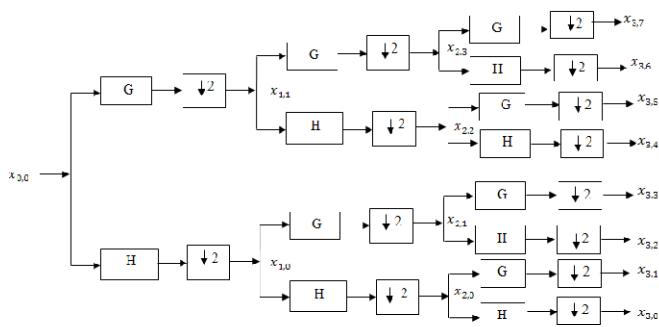 G ↓2 x3,7
G ↓2 x2,3
II ↓2 x3,6
G ↓2 x1,1
G ↓2 x3,5
H ↓2 x2,2
H ↓2 x3,4
x0,0
G ↓2 x3,3
G ↓2 x2,1
H ↓2 x1,0
II ↓2 x3,2
G ↓2 x3,1
H ↓2 x2,0
H ↓2 x3,0